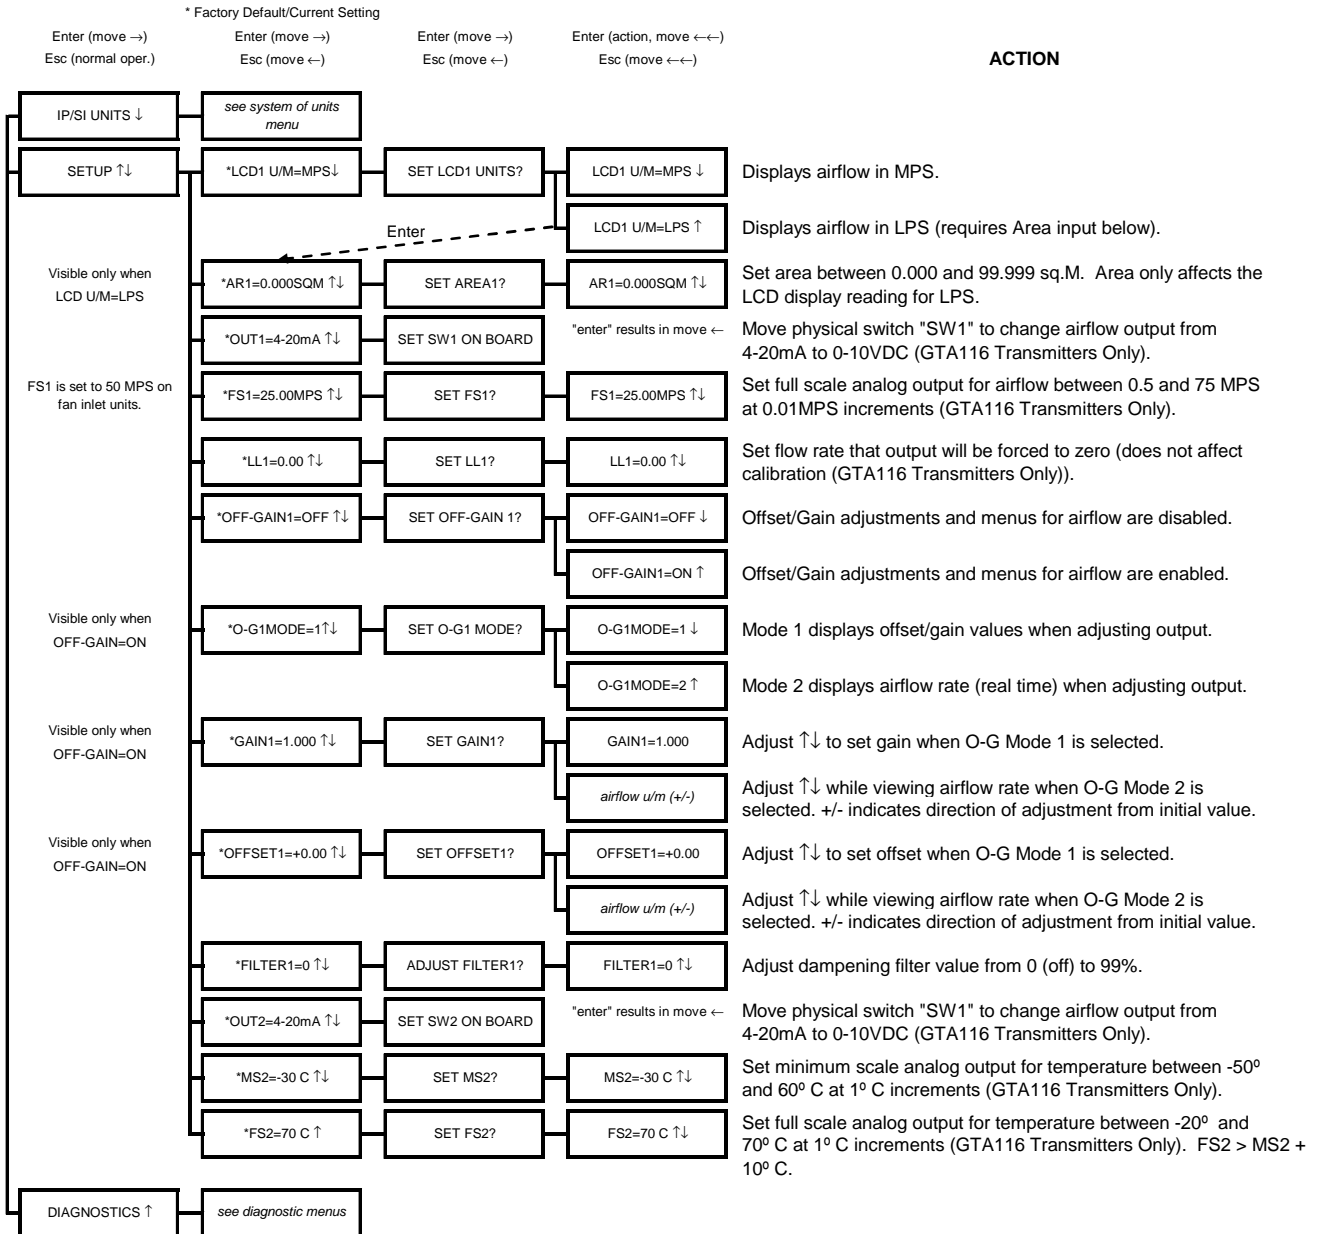 * Factory Default/Current Setting
Enter (move →)
Esc (normal oper.)
Enter (move →)
Esc (move ←)
Enter (move →)
Esc (move ←)
Enter (action, move ←←)
Esc (move ←←)
ACTION
IP/SI UNITS ↓
see system of units
menu
SETUP ↑↓
*LCD1 U/M=MPS↓
SET LCD1 UNITS?
LCD1 U/M=MPS ↓
Displays airflow in MPS.
LCD1 U/M=LPS ↑
Displays airflow in LPS (requires Area input below).
Enter
Visible only when
LCD U/M=LPS
*AR1=0.000SQM ↑↓
SET AREA1?
AR1=0.000SQM ↑↓
Set area between 0.000 and 99.999 sq.M.  Area only affects the
LCD display reading for LPS.
*OUT1=4-20mA ↑↓
SET SW1 ON BOARD
"enter" results in move ←
Move physical switch "SW1" to change airflow output from
4-20mA to 0-10VDC (GTA116 Transmitters Only).
FS1 is set to 50 MPS on
fan inlet units.
*FS1=25.00MPS ↑↓
SET FS1?
FS1=25.00MPS ↑↓
Set full scale analog output for airflow between 0.5 and 75 MPS
at 0.01MPS increments (GTA116 Transmitters Only).
*LL1=0.00 ↑↓
SET LL1?
LL1=0.00 ↑↓
Set flow rate that output will be forced to zero (does not affect
calibration (GTA116 Transmitters Only)).
*OFF-GAIN1=OFF ↑↓
SET OFF-GAIN 1?
OFF-GAIN1=OFF ↓
Offset/Gain adjustments and menus for airflow are disabled.
OFF-GAIN1=ON ↑
Offset/Gain adjustments and menus for airflow are enabled.
Visible only when
OFF-GAIN=ON
*O-G1MODE=1↑↓
SET O-G1 MODE?
O-G1MODE=1 ↓
Mode 1 displays offset/gain values when adjusting output.
O-G1MODE=2 ↑
Mode 2 displays airflow rate (real time) when adjusting output.
Visible only when
OFF-GAIN=ON
*GAIN1=1.000 ↑↓
SET GAIN1?
GAIN1=1.000
Adjust ↑↓ to set gain when O-G Mode 1 is selected.
airflow u/m (+/-)
Adjust ↑↓ while viewing airflow rate when O-G Mode 2 is
selected. +/- indicates direction of adjustment from initial value.
Visible only when
OFF-GAIN=ON
*OFFSET1=+0.00 ↑↓
SET OFFSET1?
OFFSET1=+0.00
Adjust ↑↓ to set offset when O-G Mode 1 is selected.
airflow u/m (+/-)
Adjust ↑↓ while viewing airflow rate when O-G Mode 2 is
selected. +/- indicates direction of adjustment from initial value.
*FILTER1=0 ↑↓
ADJUST FILTER1?
FILTER1=0 ↑↓
Adjust dampening filter value from 0 (off) to 99%.
*OUT2=4-20mA ↑↓
SET SW2 ON BOARD
"enter" results in move ←
Move physical switch "SW1" to change airflow output from
4-20mA to 0-10VDC (GTA116 Transmitters Only).
*MS2=-30 C ↑↓
SET MS2?
MS2=-30 C ↑↓
Set minimum scale analog output for temperature between -50º
and 60º C at 1º C increments (GTA116 Transmitters Only).
*FS2=70 C ↑
SET FS2?
FS2=70 C ↑↓
Set full scale analog output for temperature between -20º  and
70º C at 1º C increments (GTA116 Transmitters Only).  FS2 > MS2 +
10º C.
DIAGNOSTICS ↑
see diagnostic menus